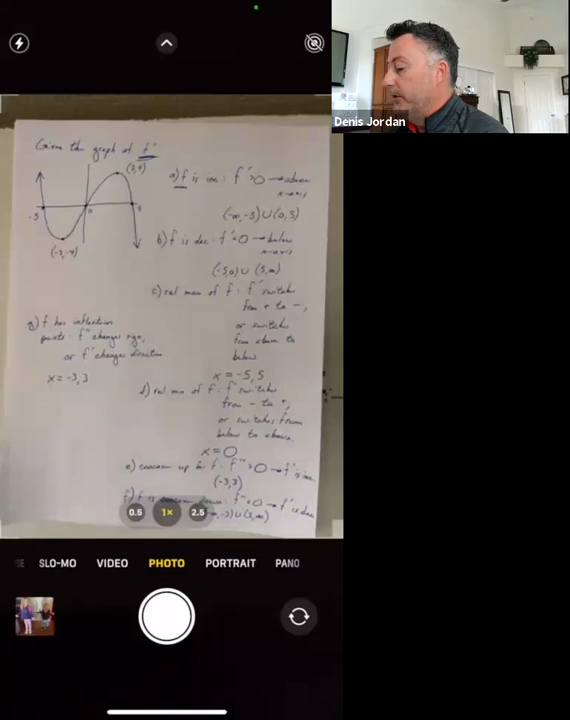 Denis Jordan
Given the graph of f'
(3,4)
-5
0
5
(-3,-4)
a) f is inc: f' > 0 → above
x-axis
(-∞,-5) ∪ (0,5)
b) f is dec: f' < 0 → below
x-axis
(-5,0) ∪ (5,∞)
c) rel max of f: f' switch
from + to -,
or switches
from above to
below
x = -5, 5
d) rel min of f: f' switches
from - to +,
or switches from
below to above.
x = 0
e) concave up for f: f'' > 0 → f' is inc
(-3,3)
f) f is concave down: f'' < 0 → f' is dec
∪ (3,∞)
g) f has inflection
points: f'' changes sign,
or f' changes direction
x = -3, 3
0.5
1×
2.5
SLO-MO
VIDEO
PHOTO
PORTRAIT
PANO